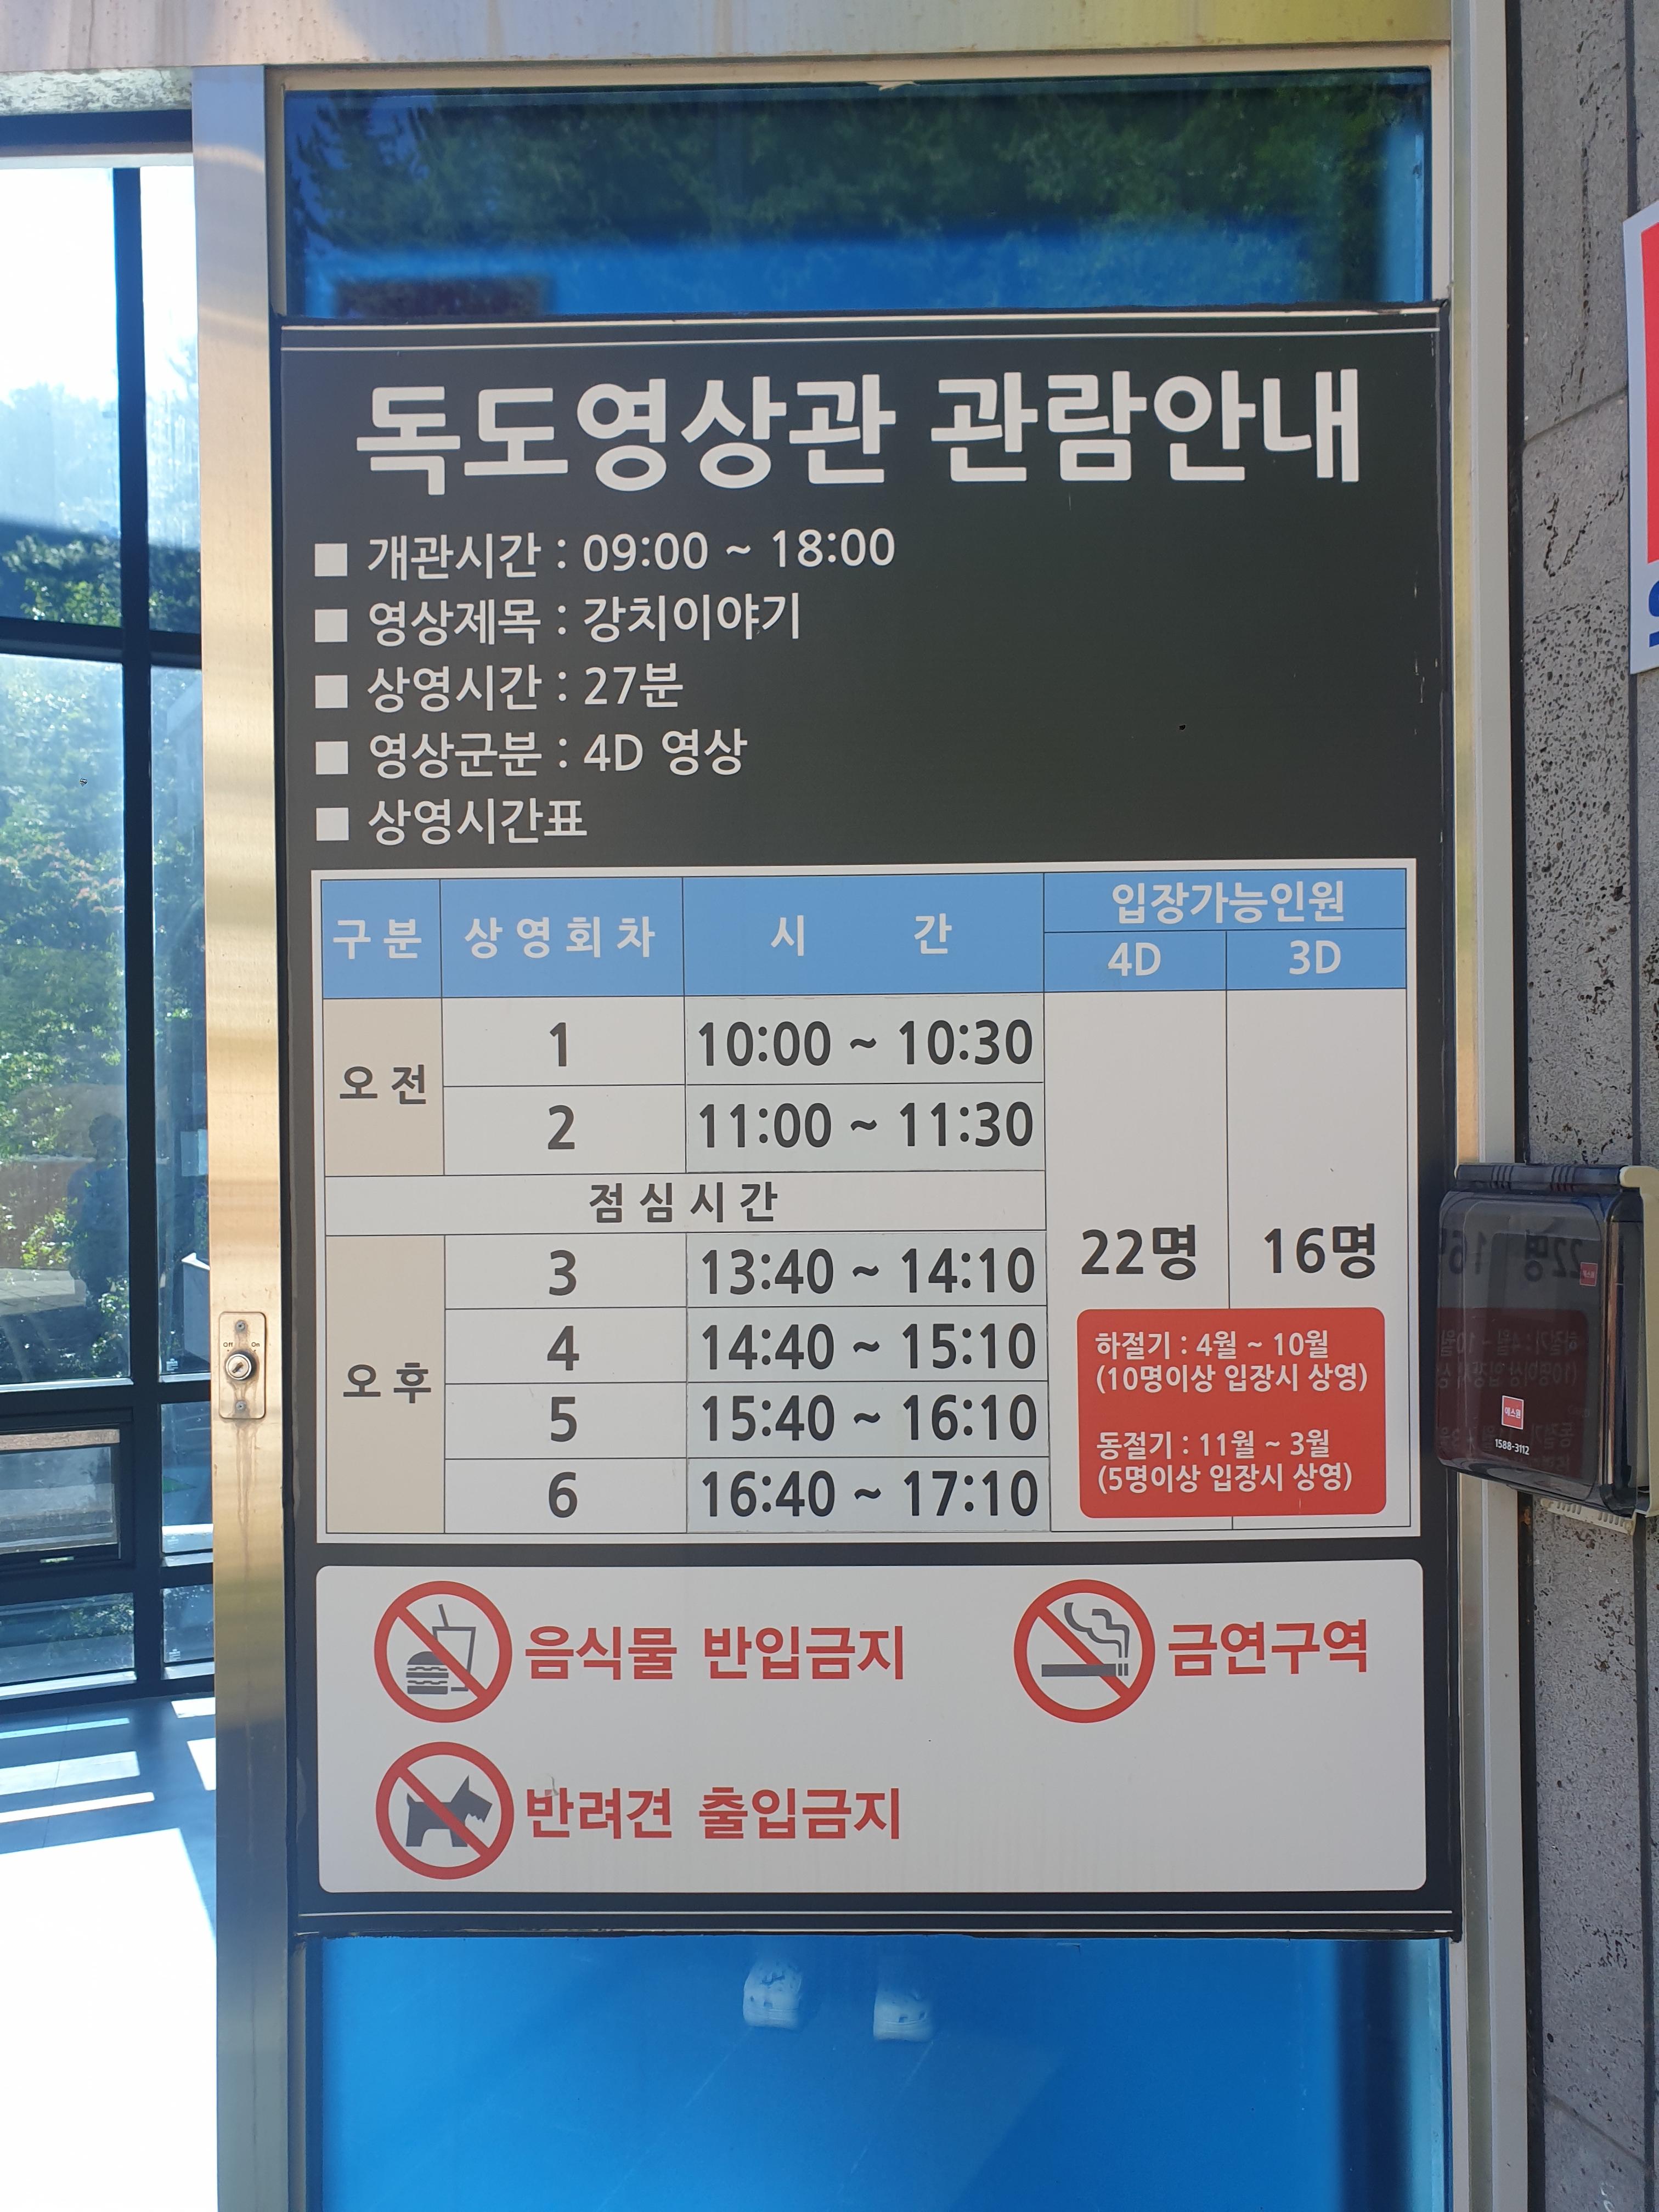 독도영상관 관람안내
■ 개관시간 : 09:00 ~ 18:00
■ 영상제목 : 강치이야기
■ 상영시간 : 27분
■ 영상군분 : 4D 영상
■ 상영시간표
구 분 상 영 회 차 시 간 입장가능인원
4D 3D
오 전
1 10:00 ~ 10:30
2 11:00 ~ 11:30
점 심 시 간
오 후
3 13:40 ~ 14:10
4 14:40 ~ 15:10
5 15:40 ~ 16:10
6 16:40 ~ 17:10
22명 16명
하절기 : 4월 ~ 10월
(10명이상 입장시 상영)
동절기 : 11월 ~ 3월
(5명이상 입장시 상영)
음식물 반입금지 금연구역
반려견 출입금지
Off On
에스원
1588-3112